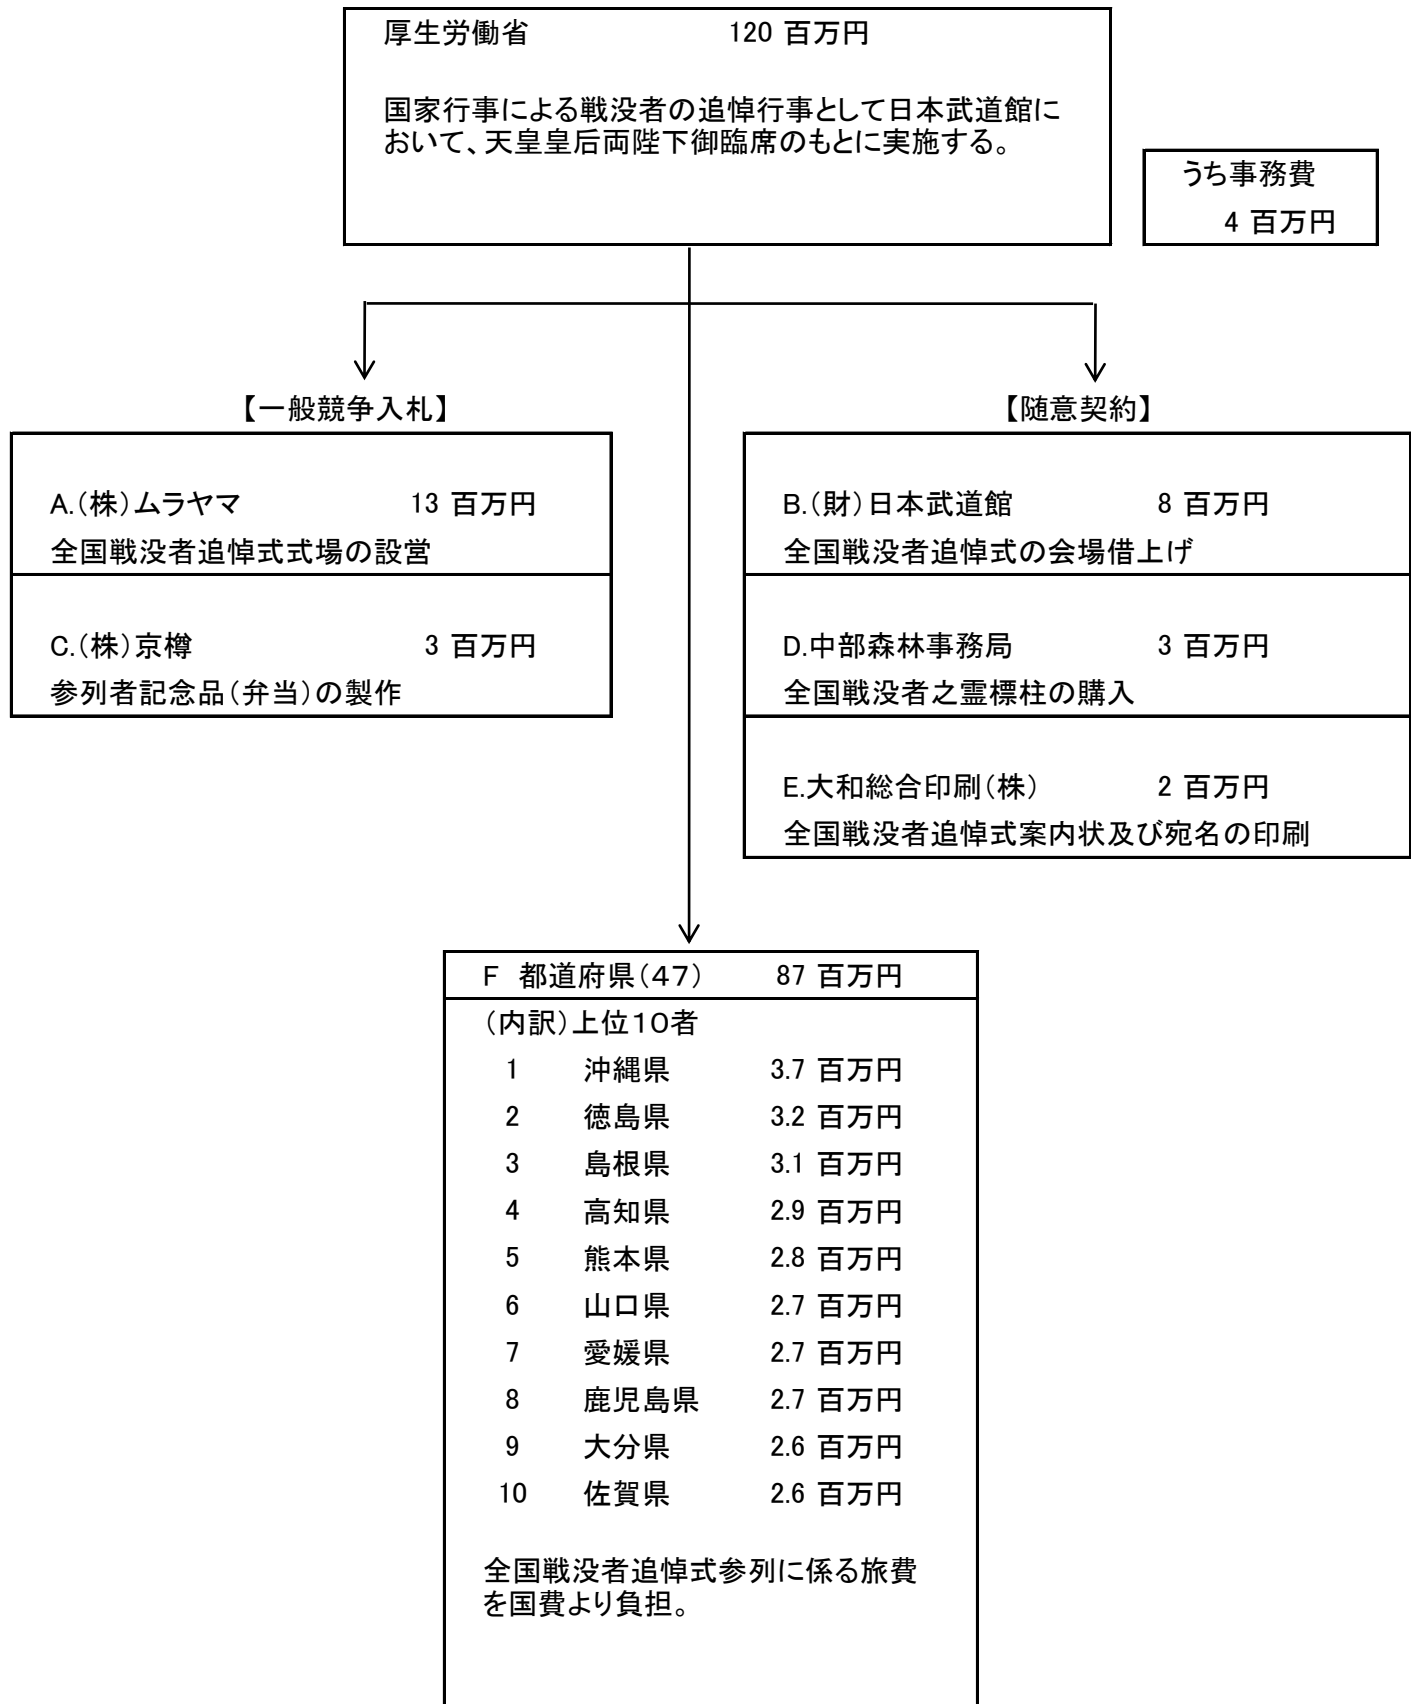 厚生労働省 120 百万円
国家行事による戦没者の追悼行事として日本武道館に
おいて、天皇皇后両陛下御臨席のもとに実施する。
うち事務費
4 百万円
【一般競争入札】
A.(株)ムラヤマ 13 百万円
全国戦没者追悼式式場の設営
C.(株)京樽 3 百万円
参列者記念品(弁当)の製作
【随意契約】
B.(財)日本武道館 8 百万円
全国戦没者追悼式の会場借上げ
D.中部森林事務局 3 百万円
全国戦没者之霊標柱の購入
E.大和総合印刷(株) 2 百万円
全国戦没者追悼式案内状及び宛名の印刷
F 都道府県(47) 87 百万円
(内訳)上位10者
1 沖縄県 3.7 百万円
2 徳島県 3.2 百万円
3 島根県 3.1 百万円
4 高知県 2.9 百万円
5 熊本県 2.8 百万円
6 山口県 2.7 百万円
7 愛媛県 2.7 百万円
8 鹿児島県 2.7 百万円
9 大分県 2.6 百万円
10 佐賀県 2.6 百万円
全国戦没者追悼式参列に係る旅費
を国費より負担。